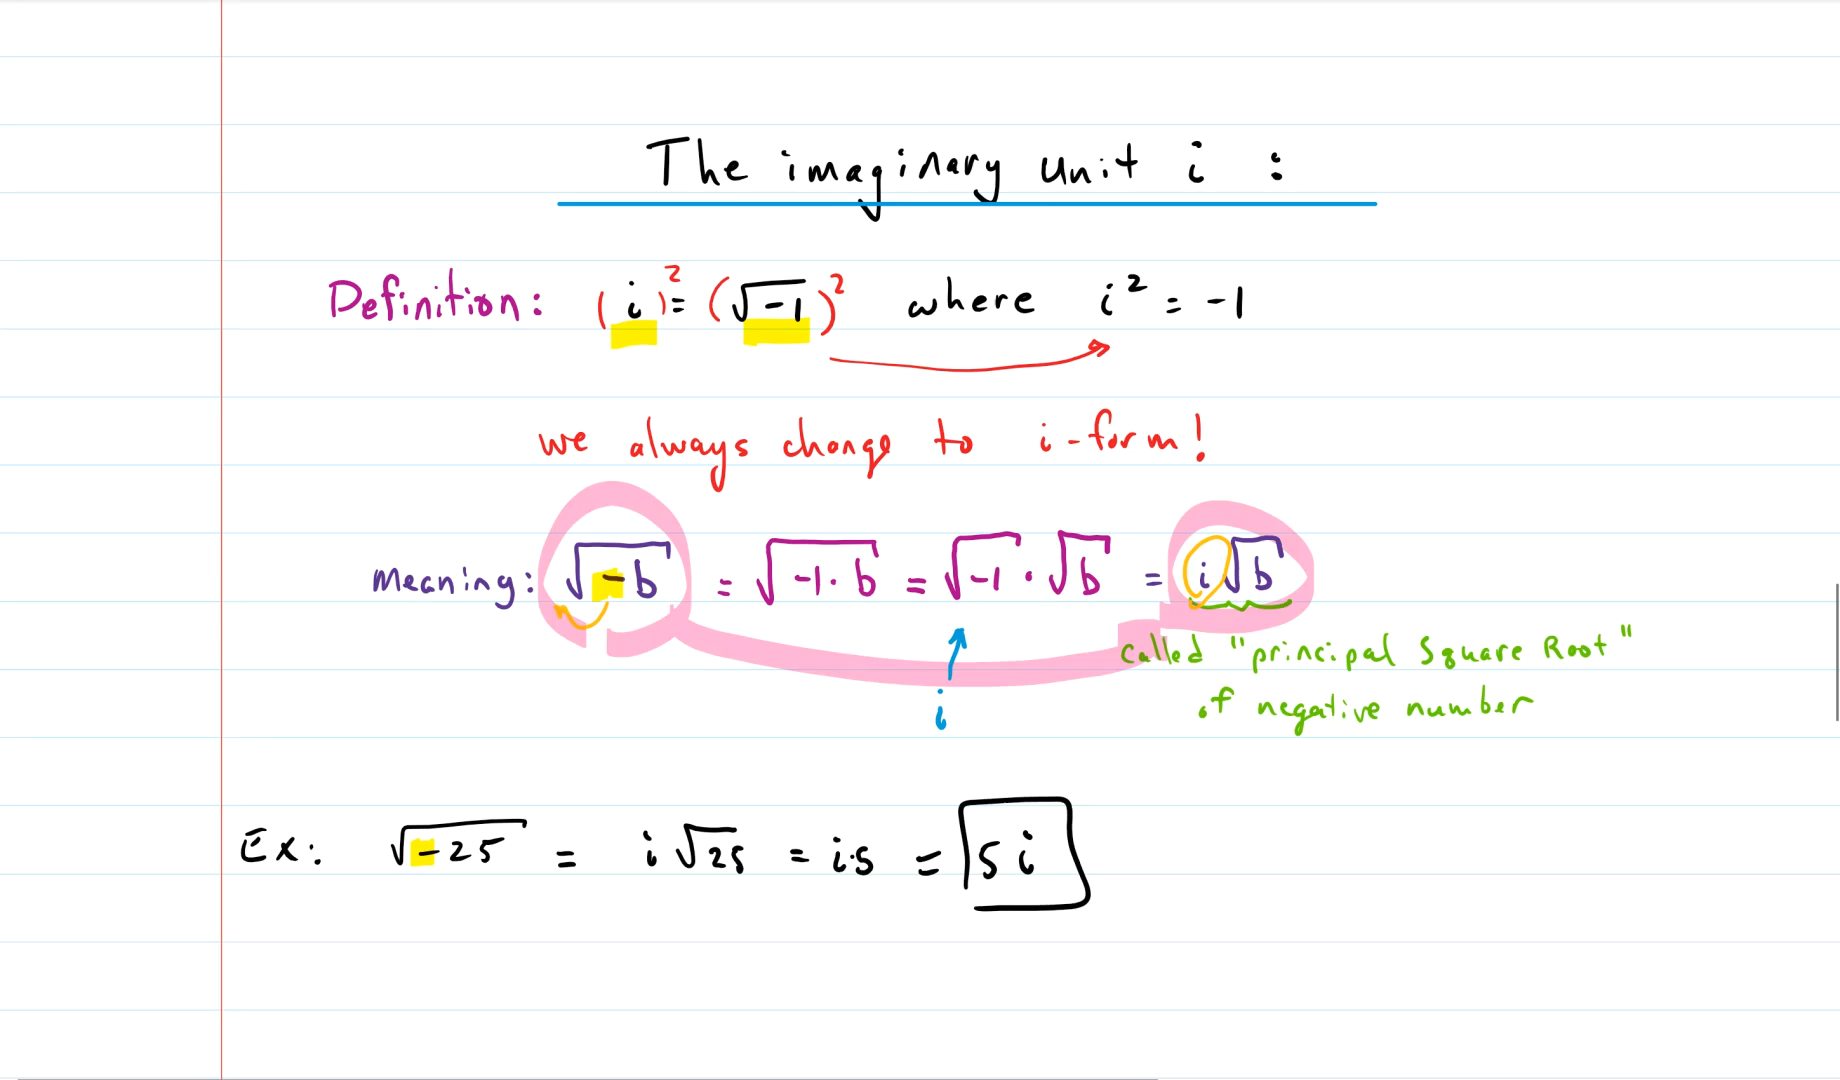 The imaginary unit i :
Definition: (i)² = (√-1)² where i² = -1
we always change to i-form!
Meaning: √-b = √-1·b = √-1 · √b = i√b
i
called "principal Square Root"
of negative number
Ex: √-25 = i√25 = i·5 = 5i